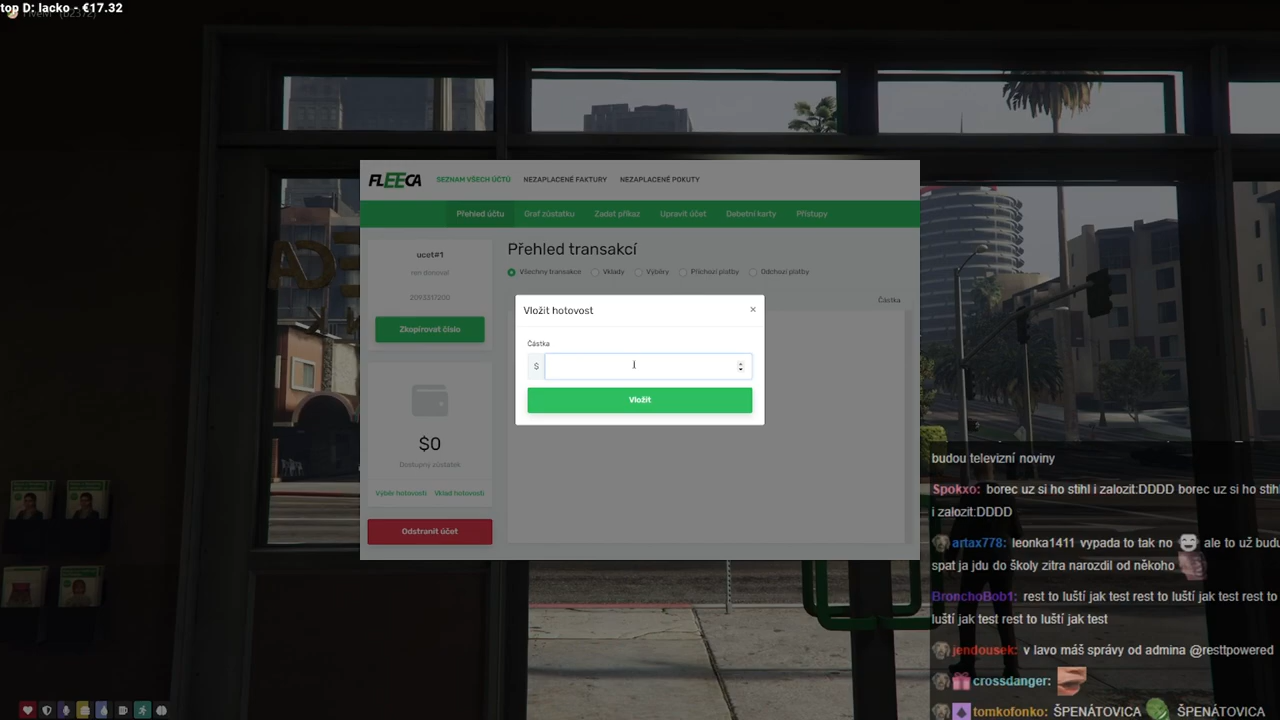 top D: lacko - €17.32
FiveM (b2372)
FLEECA
SEZNAM VŠECH ÚČTŮ
NEZAPLACENÉ FAKTURY
NEZAPLACENÉ POKUTY
Přehled účtu
Graf zůstatku
Zadat příkaz
Upravit účet
Debetní karty
Přístupy
ucet#1
ren donoval
2093317200
Zkopírovat číslo
$0
Dostupný zůstatek
Výběr hotovosti
Vklad hotovosti
Odstranit účet
Přehled transakcí
Všechny transakce
Vklady
Výběry
Příchozí platby
Odchozí platby
Částka
Vložit hotovost
×
Částka
$
Vložit
budou televizní noviny
Spokxo: borec uz si ho stihl i zalozit:DDDD borec uz si ho stihl
i zalozit:DDDD
artax778: leonka1411 vypada to tak no ale to už budu
spat ja jdu do školy zitra narozdil od někoho
BronchoBob1: rest to luští jak test rest to luští jak test rest to
luští jak test rest to luští jak test
jendousek: v lavo máš správy od admina @resttpowered
crossdanger:
tomkofonko: ŠPENÁTOVICA ŠPENÁTOVICA